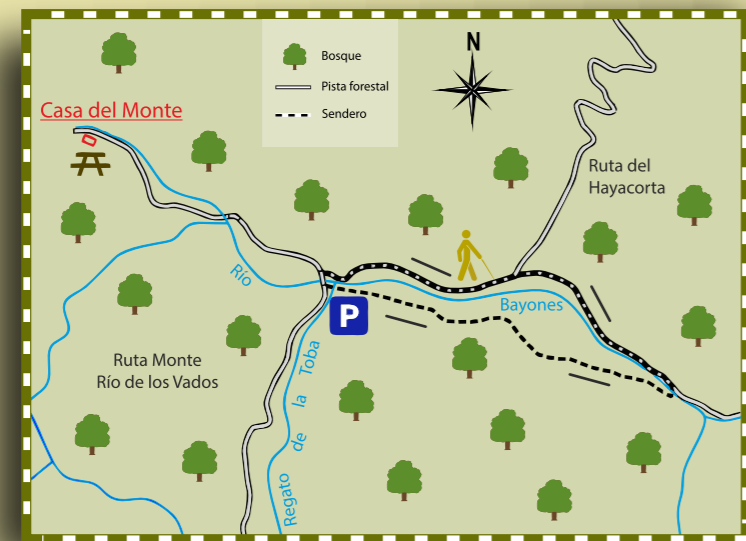 Bosque
Pista forestal
Sendero
N
Casa del Monte
Ruta del
Hayacorta
Río
Bayones
P
Ruta Monte
Río de los Vados
Regato de la Toba